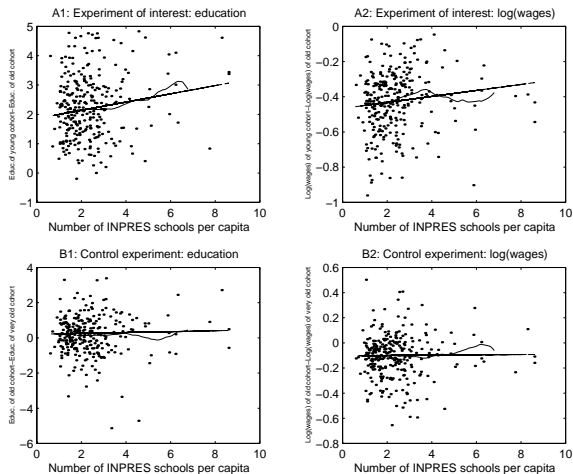 A1: Experiment of interest: education
5
4
3
2
1
0
−1
Educ.of young cohort−Educ. of old cohort
0 2 4 6 8 10
Number of INPRES schools per capita
A2: Experiment of interest: log(wages)
0
−0.2
−0.4
−0.6
−0.8
−1
Log(wages) of young cohort−Log(wages) of old cohort
0 2 4 6 8 10
Number of INPRES schools per capita
B1: Control experiment: education
4
2
0
−2
−4
−6
Educ. of old cohort−Educ. of very old cohort
0 2 4 6 8 10
Number of INPRES schools per capita
B2: Control experiment: log(wages)
0.6
0.4
0.2
0
−0.2
−0.4
−0.6
−0.8
Log(wages) of old cohort−Log(wages) of very old cohort
0 2 4 6 8 10
Number of INPRES schools per capita